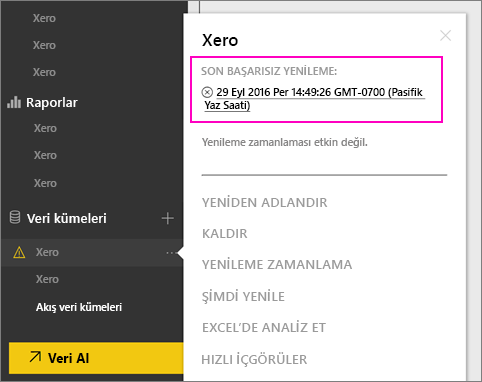 Xero
Xero
Xero
Raporlar
Xero
Xero
Xero
Veri kümeleri
Xero
Xero
Akış veri kümeleri
Veri Al
Xero
SON BAŞARISIZ YENİLEME:
29 Eyl 2016 Per 14:49:26 GMT-0700 (Pasifik
Yaz Saati)
Yenileme zamanlaması etkin değil.
YENİDEN ADLANDIR
KALDIR
YENİLEME ZAMANLAMA
ŞİMDİ YENİLE
EXCEL'DE ANALİZ ET
HIZLI İÇGÖRÜLER